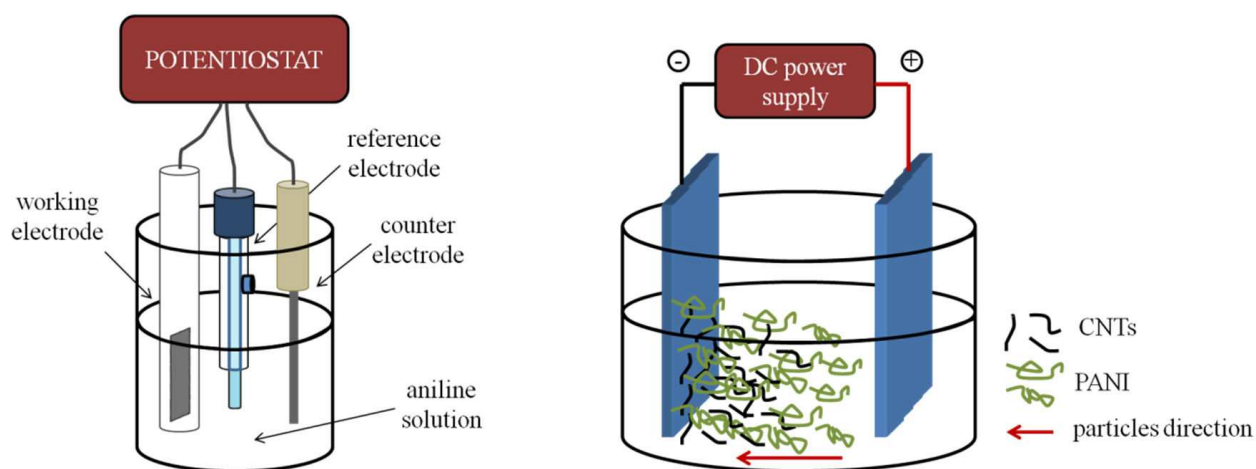 POTENTIOSTAT
reference
electrode
working
electrode
counter
electrode
aniline
solution
-
DC power
supply
+
CNTs
PANI
particles direction